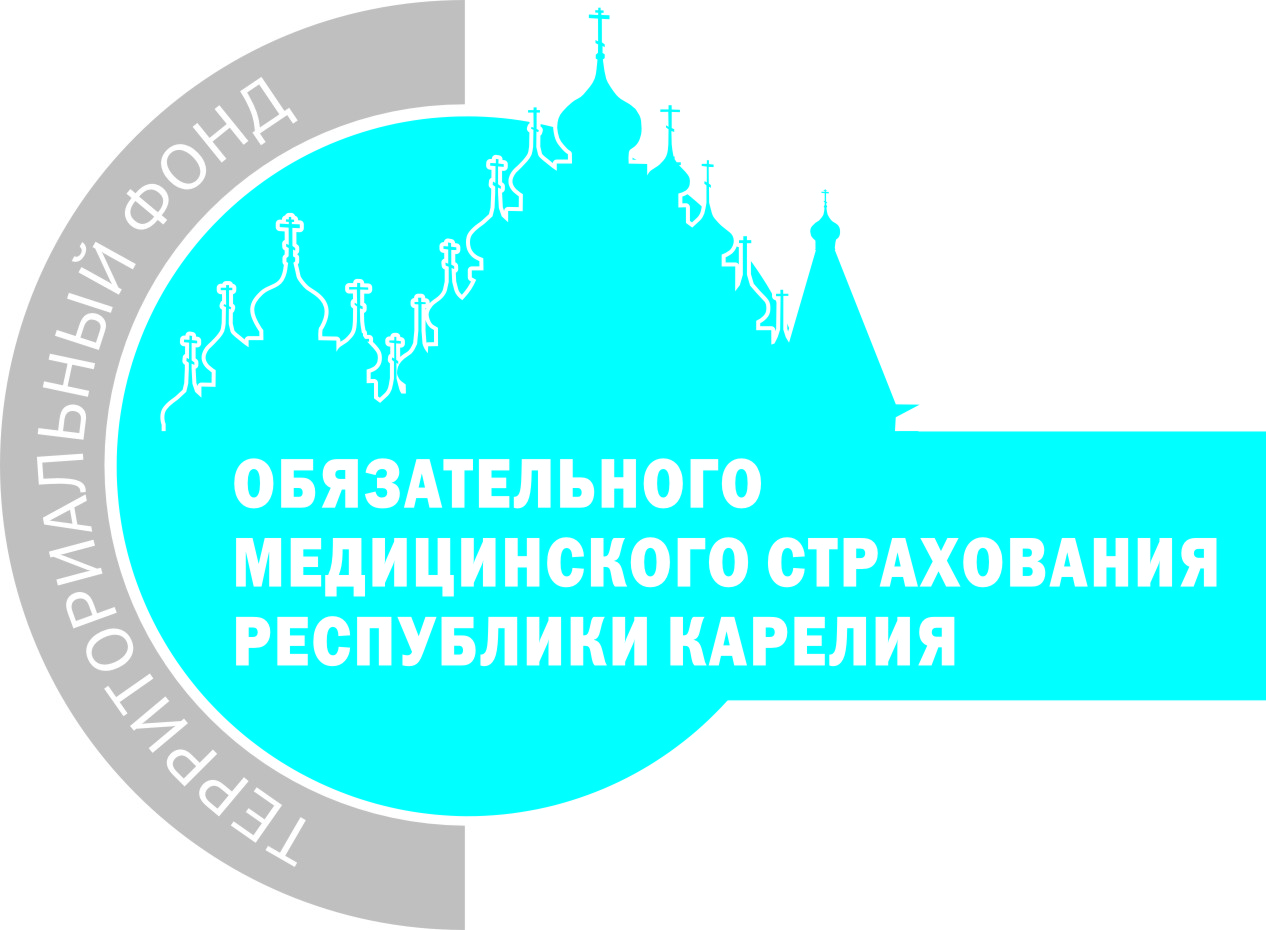 ТЕРРИТОРИАЛЬНЫЙ ФОНД
ОБЯЗАТЕЛЬНОГО
МЕДИЦИНСКОГО СТРАХОВАНИЯ
РЕСПУБЛИКИ КАРЕЛИЯ